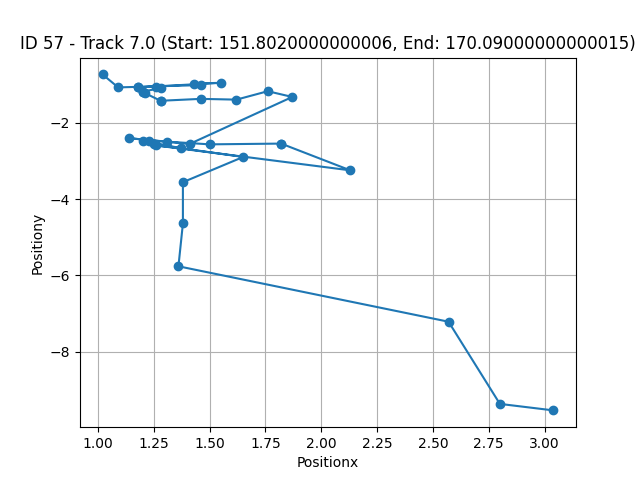 ID 57 - Track 7.0 (Start: 151.8020000000006, End: 170.09000000000015)
Positiony
−2
−4
−6
−8
1.00 1.25 1.50 1.75 2.00 2.25 2.50 2.75 3.00
Positionx